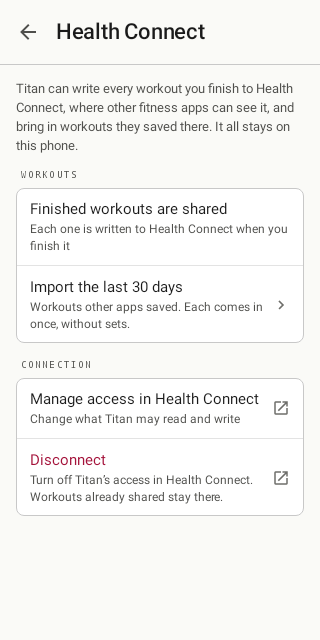 Health Connect
Titan can write every workout you finish to Health
Connect, where other fitness apps can see it, and
bring in workouts they saved there. It all stays on
this phone.
WORKOUTS
Finished workouts are shared
Each one is written to Health Connect when you
finish it
Import the last 30 days
Workouts other apps saved. Each comes in
once, without sets.
CONNECTION
Manage access in Health Connect
Change what Titan may read and write
Disconnect
Turn off Titan’s access in Health Connect.
Workouts already shared stay there.